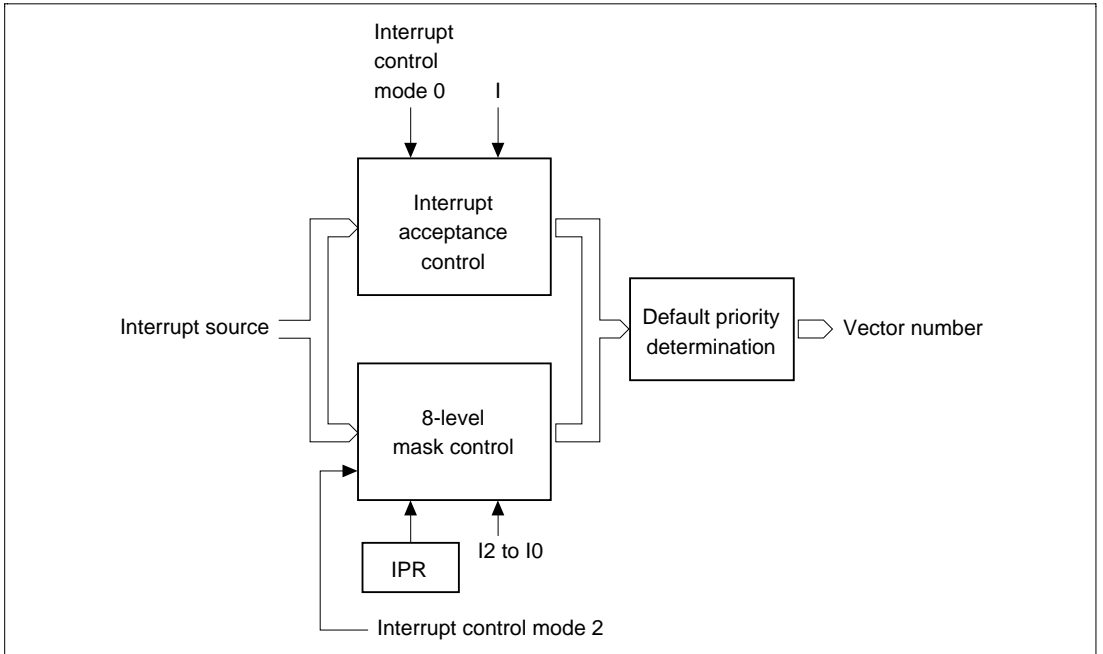 Interrupt
control
mode 0
I
Interrupt
acceptance
control
Interrupt source
Default priority
determination
Vector number
8-level
mask control
I2 to I0
IPR
Interrupt control mode 2